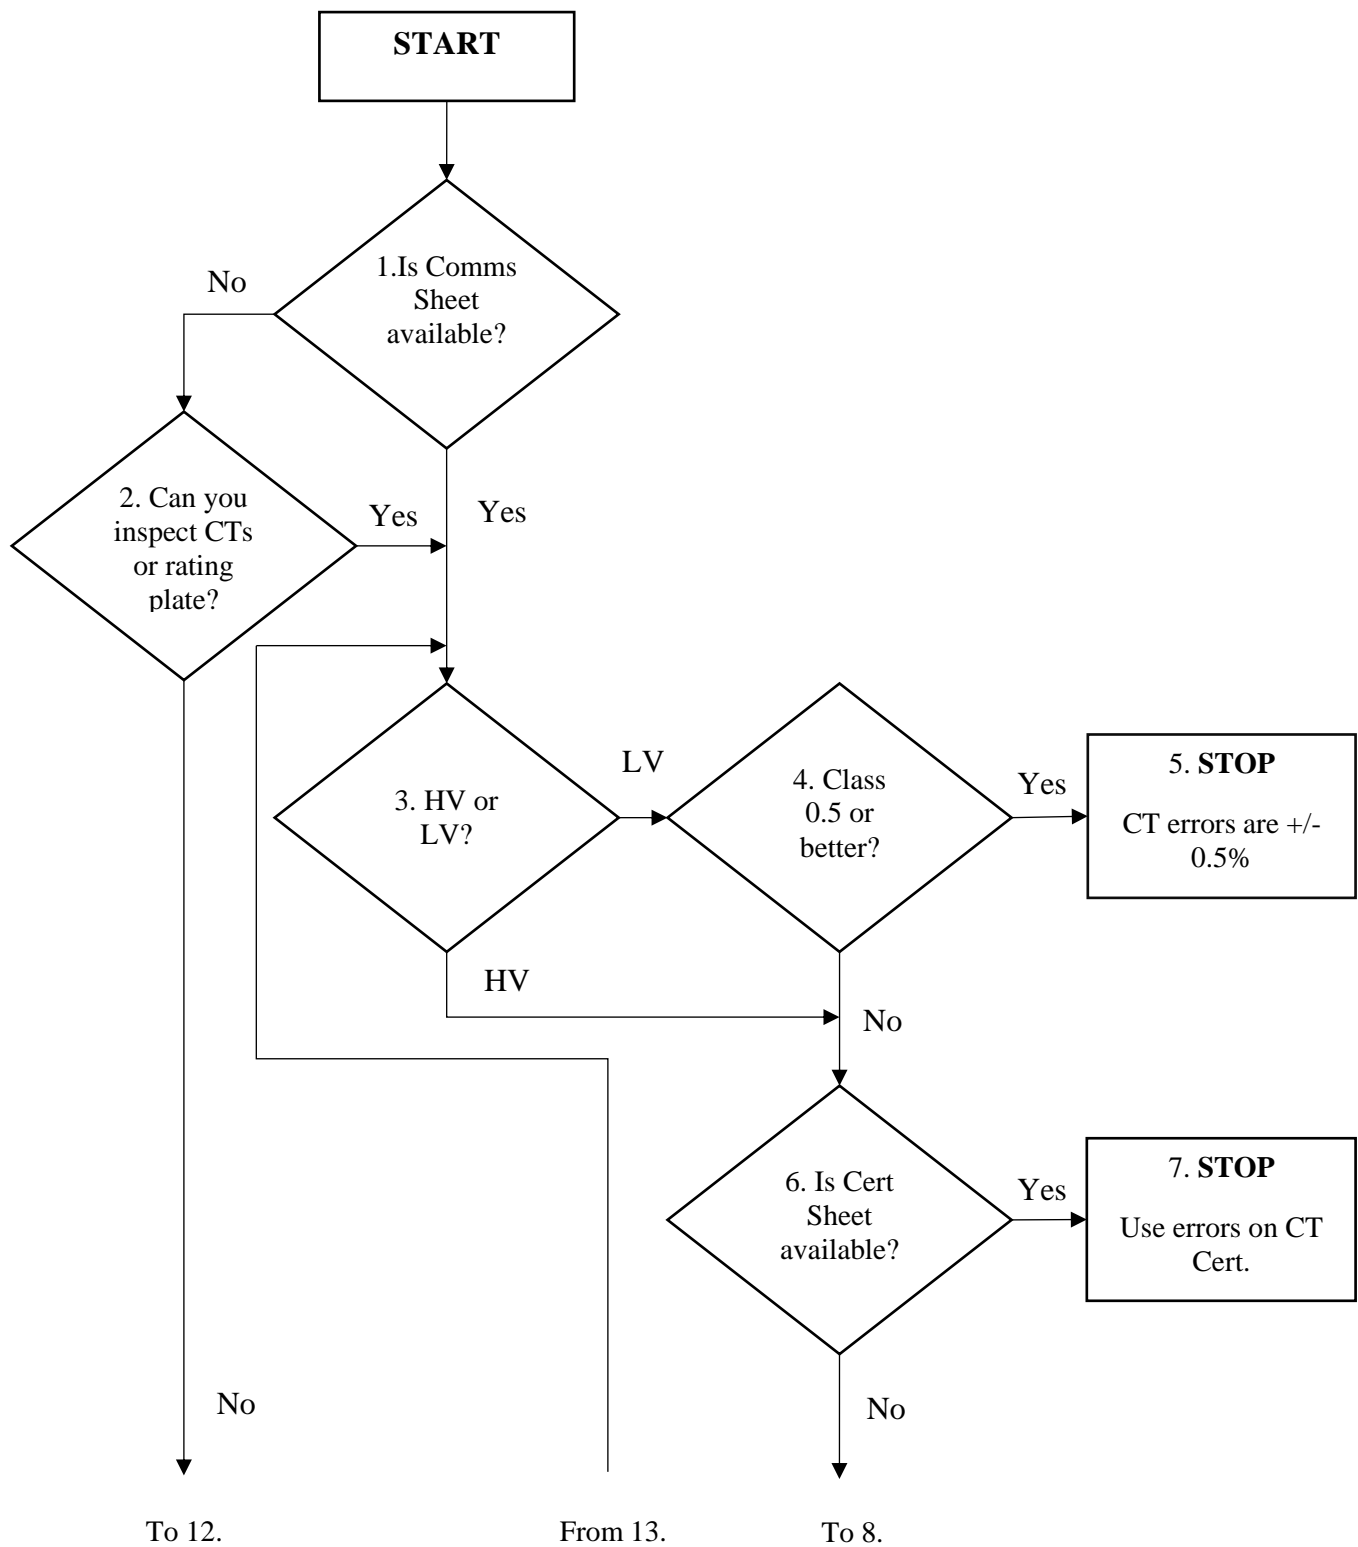 START
1.Is Comms
Sheet
available?
No
2. Can you
inspect CTs
or rating
plate?
Yes
Yes
3. HV or
LV?
LV
4. Class
0.5 or
better?
Yes
5. STOP
CT errors are +/-
0.5%
HV
No
6. Is Cert
Sheet
available?
Yes
7. STOP
Use errors on CT
Cert.
No
No
To 12.
From 13.
To 8.